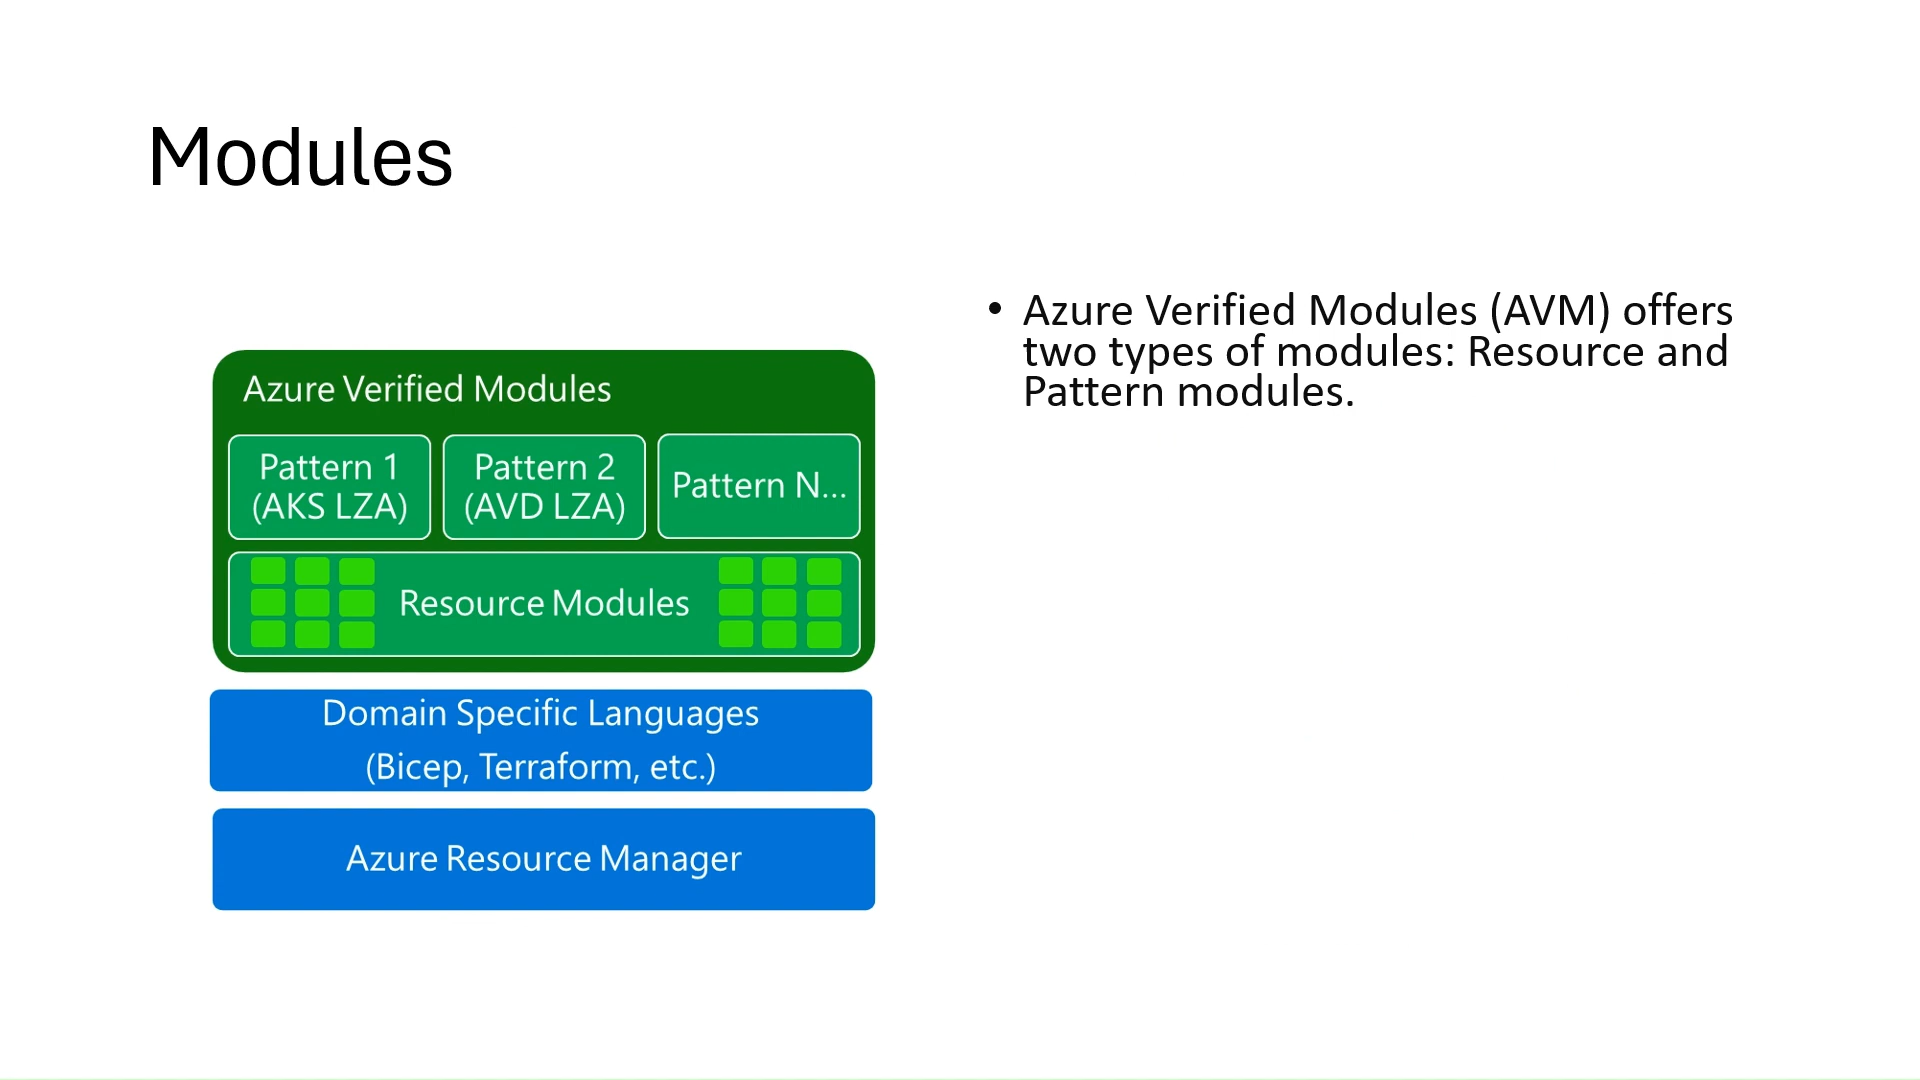 Modules
Azure Verified Modules
Pattern 1
(AKS LZA)
Pattern 2
(AVD LZA)
Pattern N...
Resource Modules
Domain Specific Languages
(Bicep, Terraform, etc.)
Azure Resource Manager
• Azure Verified Modules (AVM) offers
two types of modules: Resource and
Pattern modules.